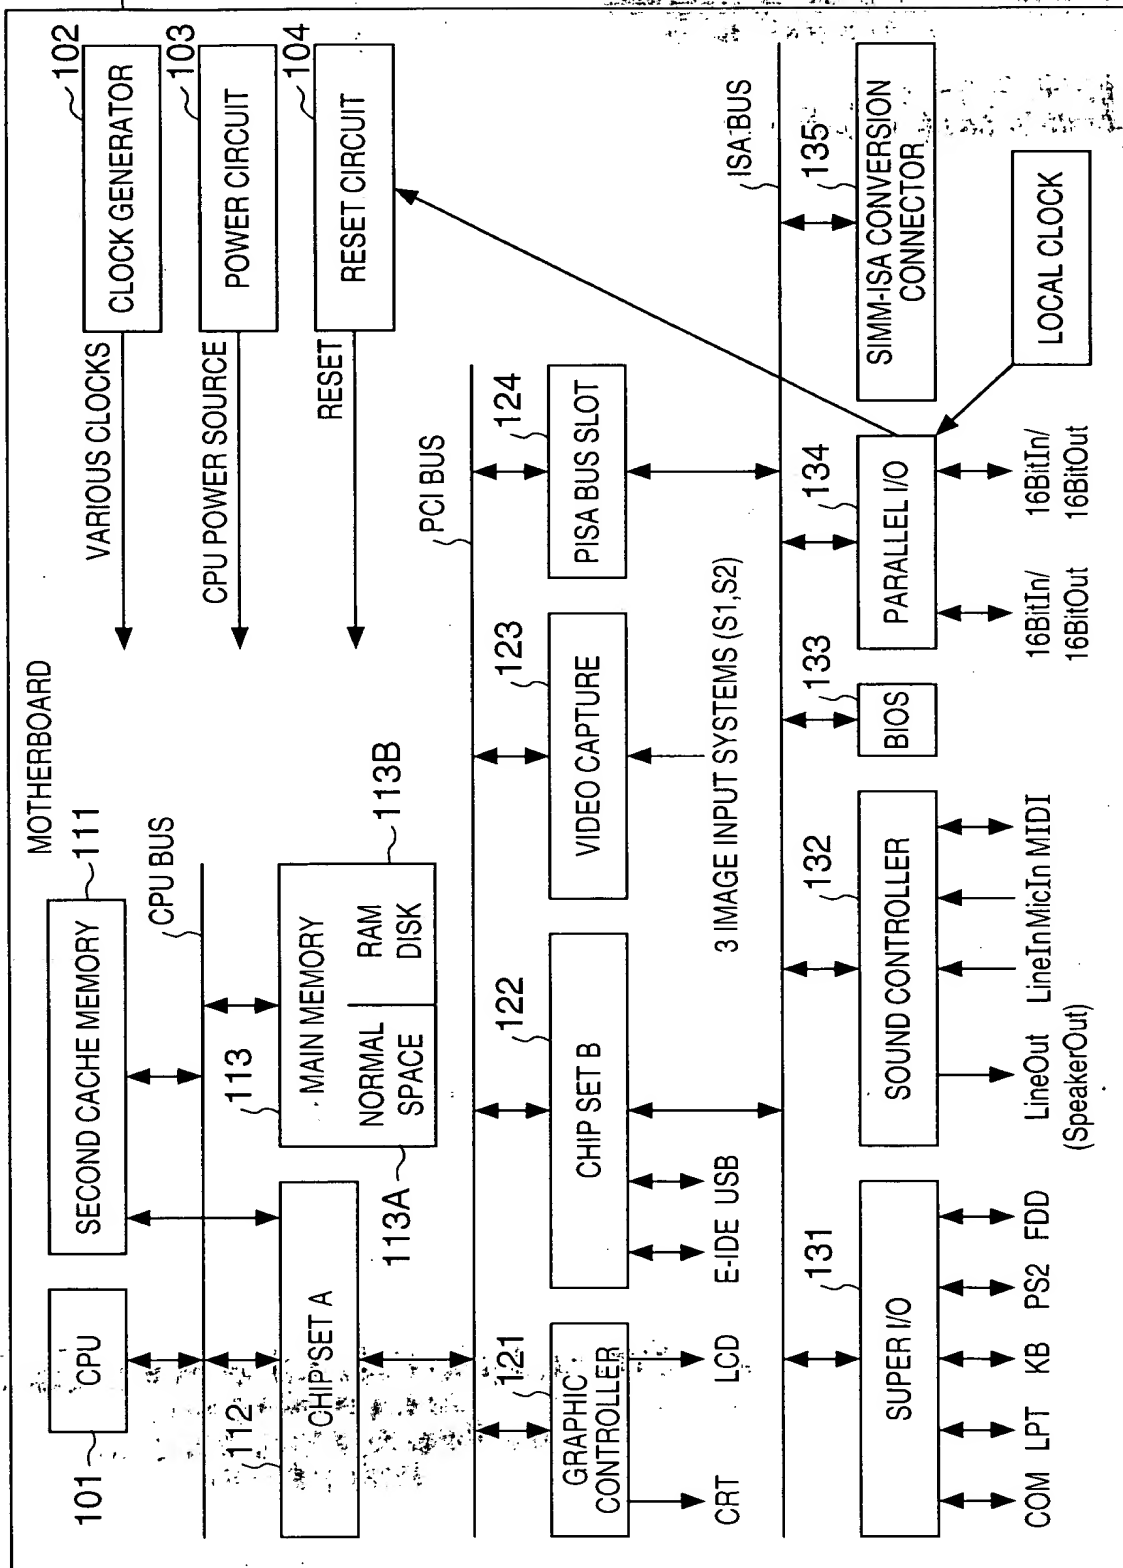 MOTHERBOARD
101
CPU
SECOND CACHE MEMORY
111
VARIOUS CLOCKS
CLOCK GENERATOR
102
CPU POWER SOURCE
POWER CIRCUIT
103
RESET
RESET CIRCUIT
104
CPU BUS
112
CHIP SET A
113
MAIN MEMORY
NORMAL
SPACE
RAM
DISK
113A
113B
PCI BUS
121
GRAPHIC
CONTROLLER
CRT
LCD
122
CHIP SET B
E-IDE
USB
123
VIDEO CAPTURE
3 IMAGE INPUT SYSTEMS (S1,S2)
124
PISA BUS SLOT
ISA BUS
131
SUPER I/O
COM
LPT
KB
PS2
FDD
132
SOUND CONTROLLER
LineOut
(SpeakerOut)
LineIn
MicIn
MIDI
133
BIOS
134
PARALLEL I/O
16BitIn/
16BitOut
16BitIn/
16BitOut
135
SIMM-ISA CONVERSION
CONNECTOR
LOCAL CLOCK